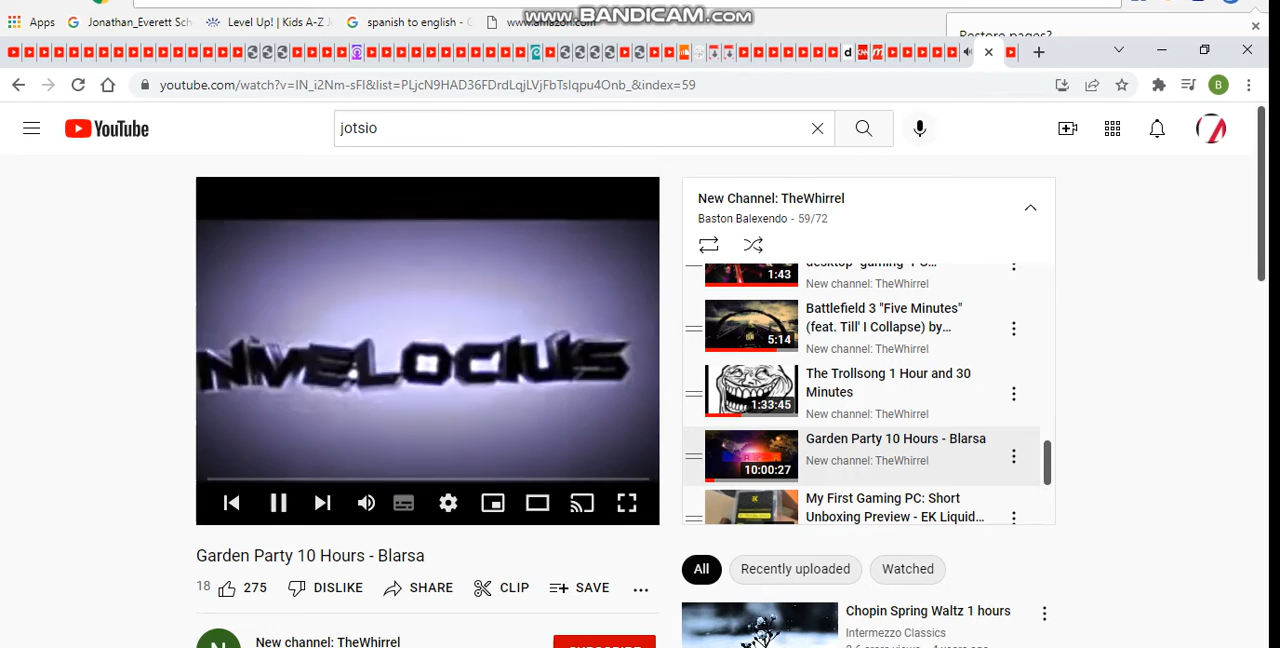 www.BANDICAM.com
Apps
Jonathan_Everett Sch
Level Up! | Kids A-Z
spanish to english - G
www.amazon.com
Restore pages?
youtube.com/watch?v=lN_i2Nm-sFI&list=PLjcN9HAD36FDrdLqjLVjFbTsIqpu4Onb_&index=59
B
YouTube
jotsio
NIVELOCIUS
New Channel: TheWhirrel
Baston Balexendo - 59/72
1:43
New channel: TheWhirrel
Battlefield 3 "Five Minutes"
(feat. Till' I Collapse) by...
5:14
New channel: TheWhirrel
The Trollsong 1 Hour and 30
Minutes
1:33:45
New channel: TheWhirrel
Garden Party 10 Hours - Blarsa
New channel: TheWhirrel
10:00:27
My First Gaming PC: Short
Unboxing Preview - EK Liquid...
Garden Party 10 Hours - Blarsa
18
275
DISLIKE
SHARE
CLIP
SAVE
All
Recently uploaded
Watched
N
New channel: TheWhirrel
Chopin Spring Waltz 1 hours
Intermezzo Classics